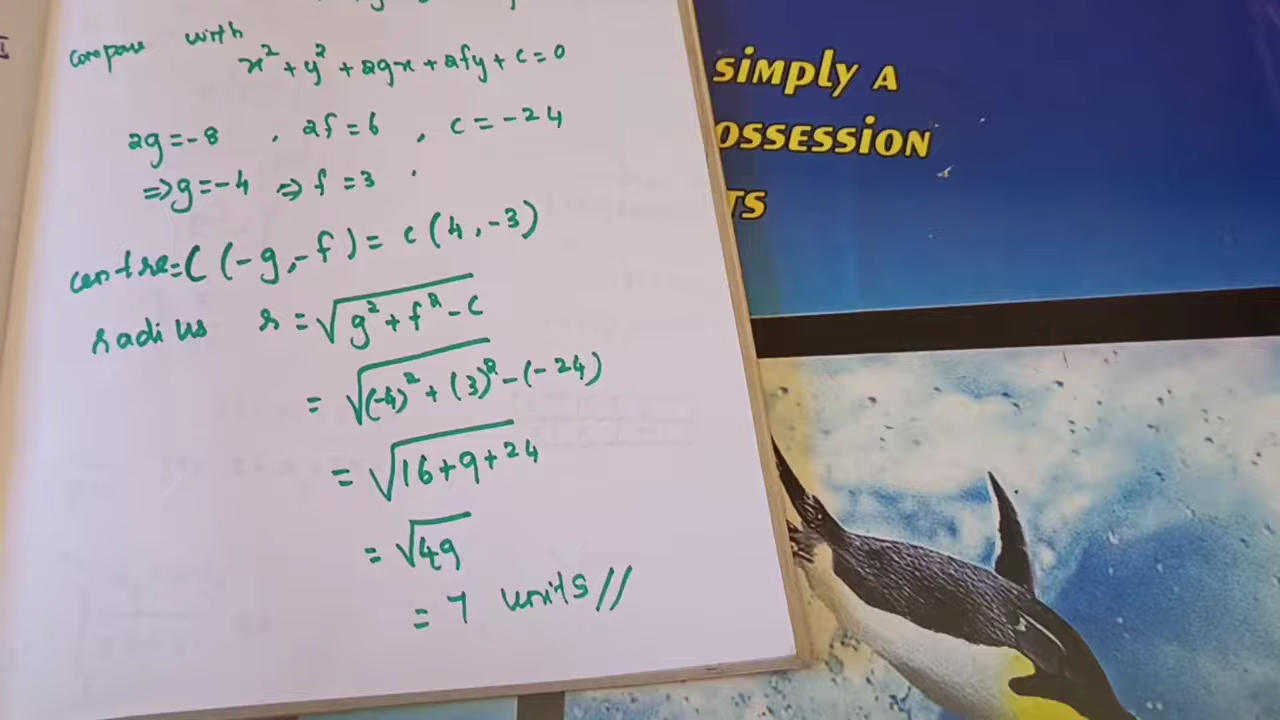 compare with
x² + y² + 2gx + 2fy + c = 0
2g = -8 , 2f = 6 , c = -24
⇒ g = -4 ⇒ f = 3 .
centre = C (-g, -f) = c (4, -3)
radius r = √g² + f² - c
= √(-4)² + (3)² - (-24)
= √16 + 9 + 24
= √49
= 7 units //
SIMPLY A
OSSESSION
TS